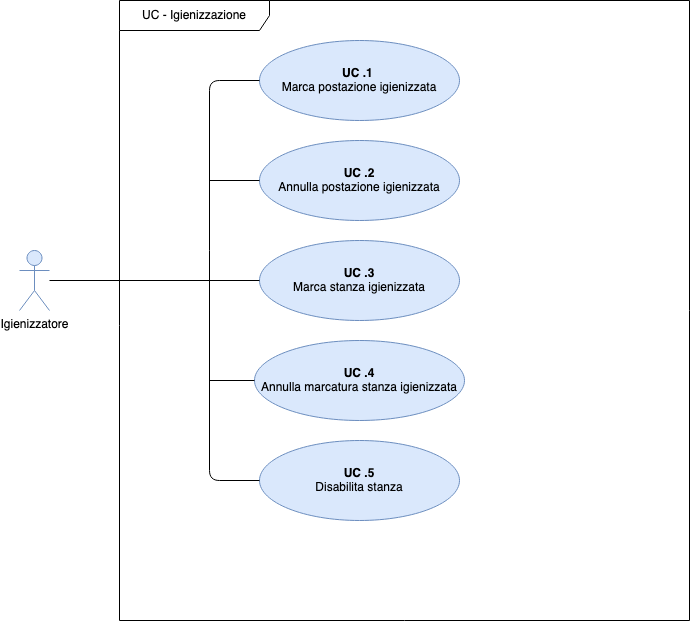 UC - Igienizzazione
UC .1
Marca postazione igienizzata
UC .2
Annulla postazione igienizzata
UC .3
Marca stanza igienizzata
Igienizzatore
UC .4
Annulla marcatura stanza igienizzata
UC .5
Disabilita stanza